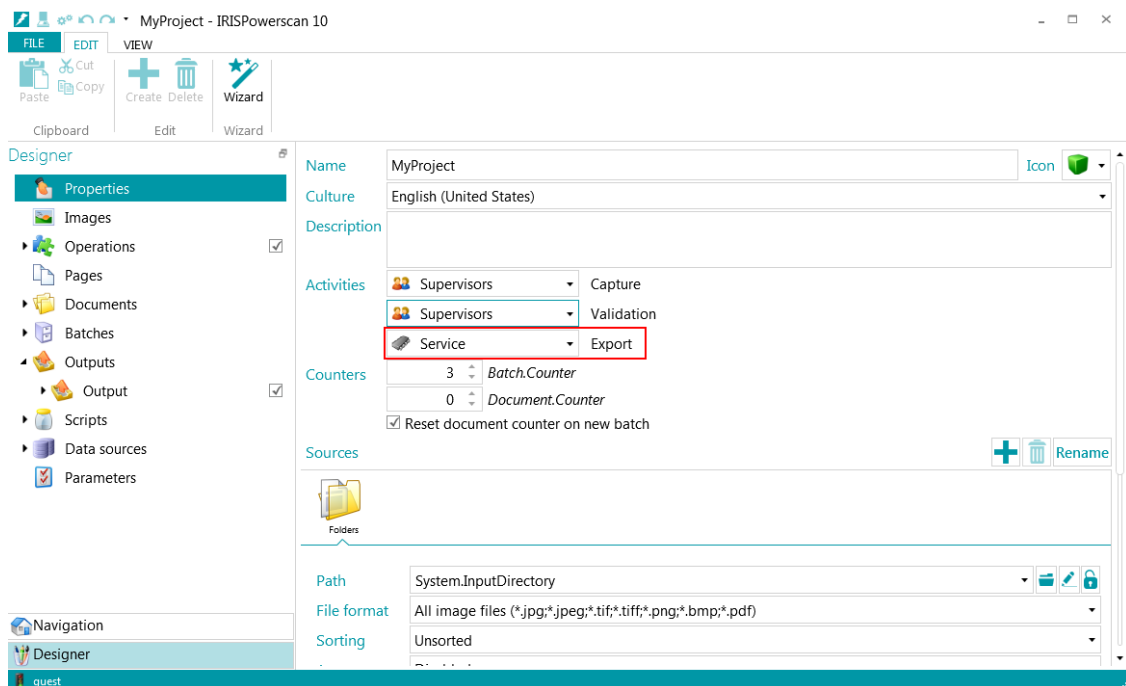 MyProject - IRISPowerscan 10
FILE EDIT VIEW
Paste Cut Copy Create Delete Wizard
Clipboard Edit Wizard
Designer
Properties
Images
Operations
Pages
Documents
Batches
Outputs
Output
Scripts
Data sources
Parameters
Navigation
Designer
guest
Name MyProject Icon
Culture English (United States)
Description
Activities Supervisors Capture
Supervisors Validation
Service Export
Counters 3 Batch.Counter
0 Document.Counter
Reset document counter on new batch
Sources Rename
Folders
Path System.InputDirectory
File format All image files (*.jpg;*.jpeg;*.tif;*.tiff;*.png;*.bmp;*.pdf)
Sorting Unsorted